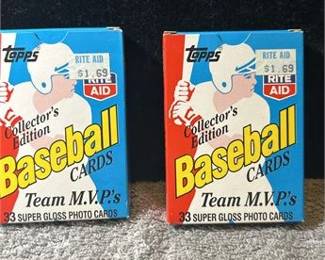 Topps
RITE AID
$1.69
RITE
AID
Collector's
Edition
Baseball
CARDS
Team M.V.P.'s
33 SUPER GLOSS PHOTO CARDS
Topps
RITE AID
$1.69
RITE
AID
Collector's
Edition
Baseball
CARDS
Team M.V.P.'s
33 SUPER GLOSS PHOTO CARDS